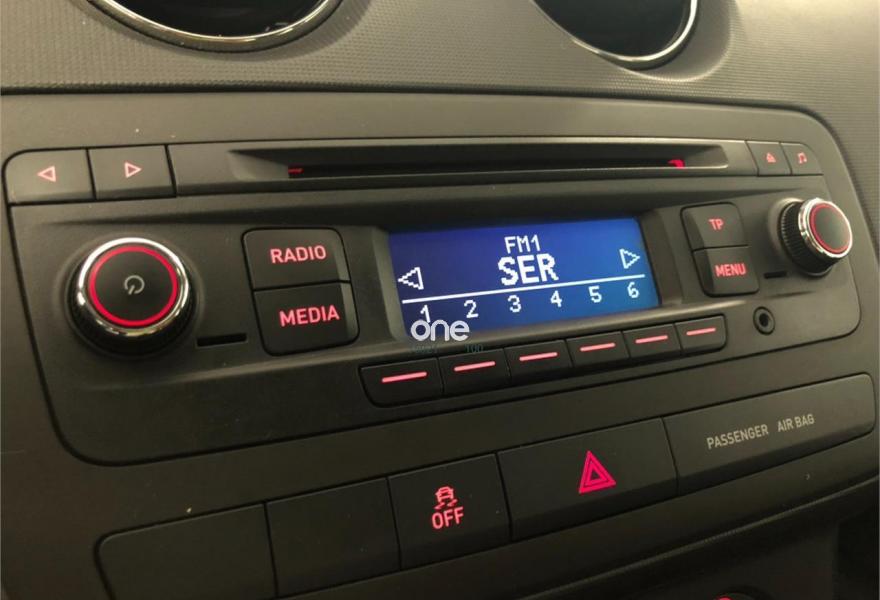 RADIO
MEDIA
FM1
SER
1 2 3 4 5 6
one
TP
MENU
PASSENGER AIR BAG
OFF